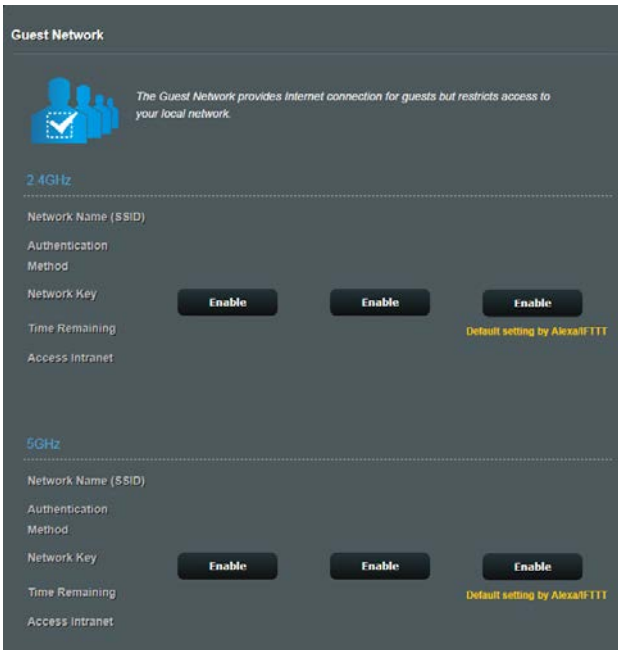 Guest Network
The Guest Network provides Internet connection for guests but restricts access to
your local network.
2.4GHz
Network Name (SSID)
Authentication
Method
Network Key
Enable Enable Enable
Time Remaining
Default setting by Alexa/IFTTT
Access Intranet
5GHz
Network Name (SSID)
Authentication
Method
Network Key
Enable Enable Enable
Time Remaining
Default setting by Alexa/IFTTT
Access Intranet